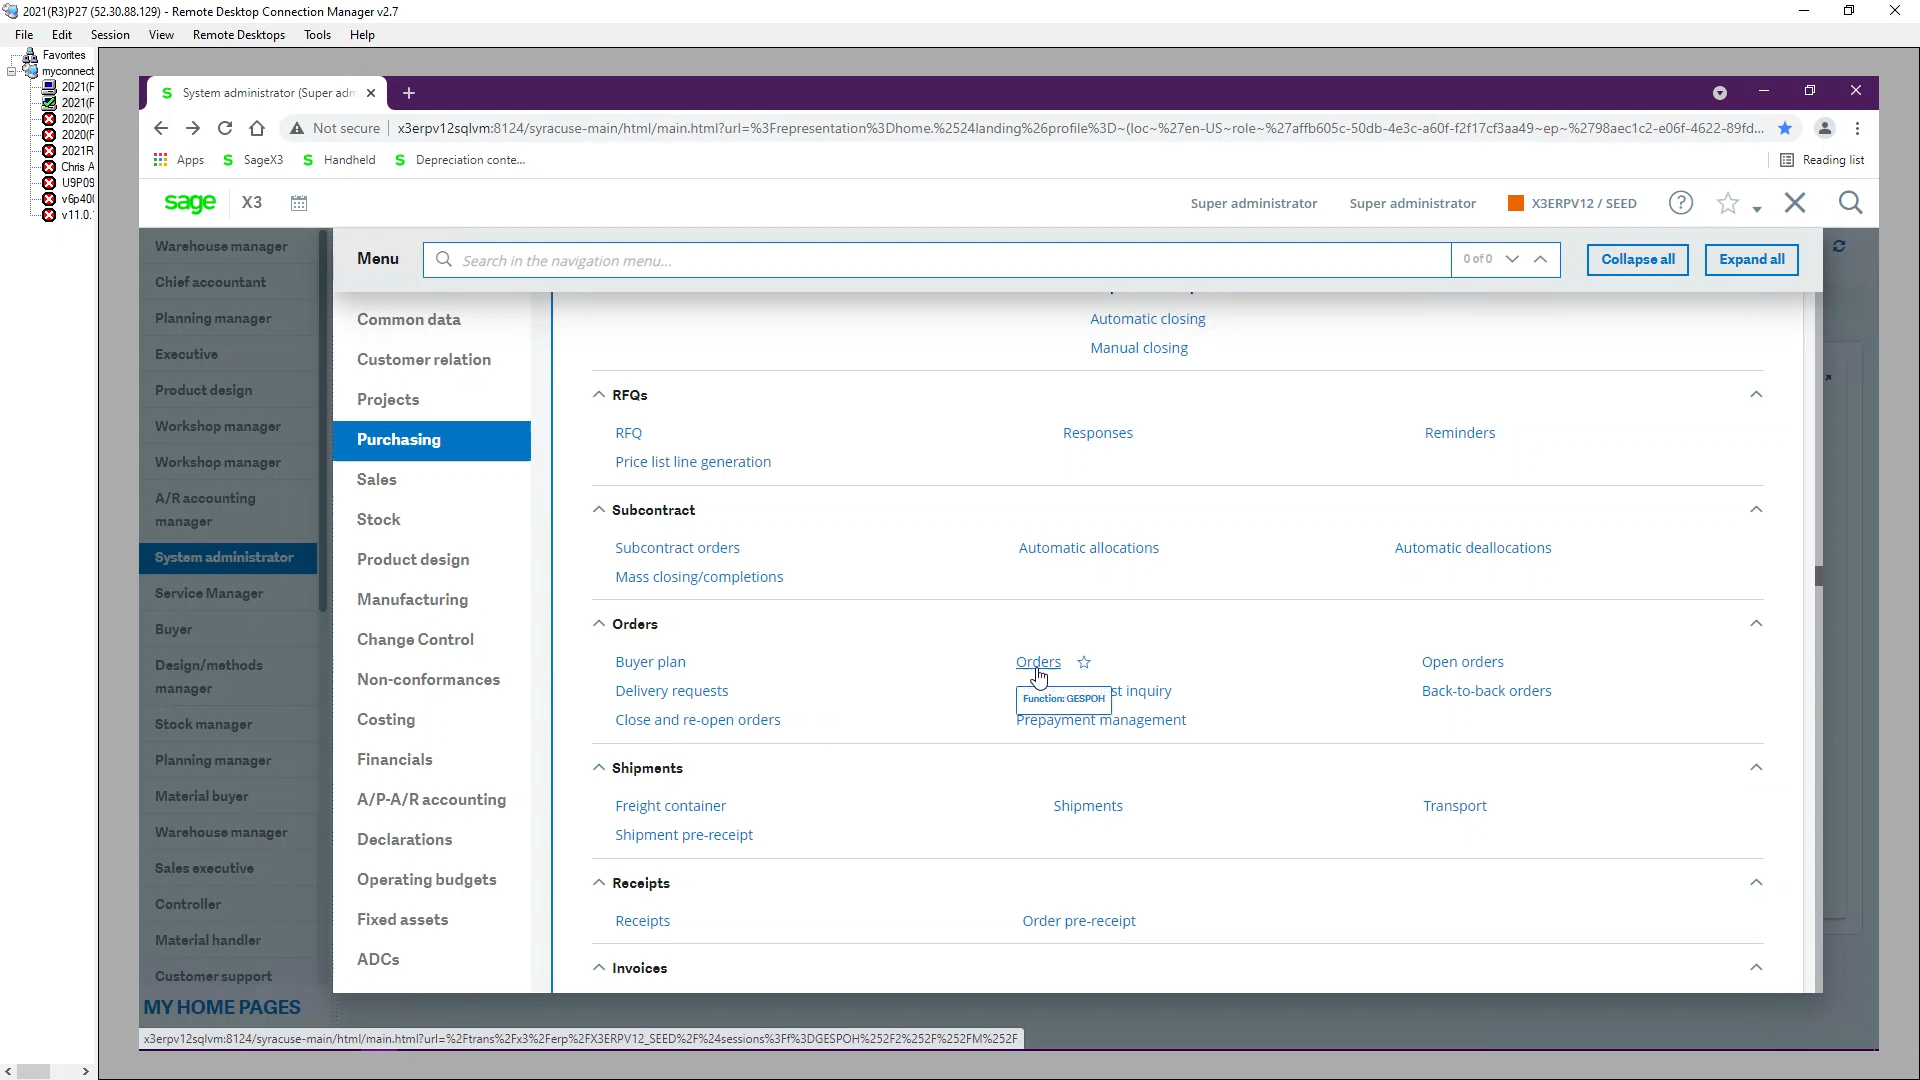 2021(R3)P27 (52.30.88.129) - Remote Desktop Connection Manager v2.7
File Edit Session View Remote Desktops Tools Help
Favorites
myconnect
2021(F
2021(F
2020(F
2020(F
2021R
Chris A
U9P09
v6p40(
v11.0.
System administrator (Super adm
Not secure x3erpv12sqlvm:8124/syracuse-main/html/main.html?url=%3Frepresentation%3Dhome.%2524landing%26profile%3D~(loc~%27en-US~role~%27affb605c-50db-4e3c-a60f-f2f17cf3aa49~ep~%2798aec1c2-e06f-4622-89fd...
Apps SageX3 Handheld Depreciation conte... Reading list
sage X3 Super administrator Super administrator X3ERPV12 / SEED
Menu Search in the navigation menu... 0 of 0 Collapse all Expand all
Warehouse manager
Chief accountant
Planning manager
Executive
Product design
Workshop manager
Workshop manager
A/R accounting
manager
System administrator
Service Manager
Buyer
Design/methods
manager
Stock manager
Planning manager
Material buyer
Warehouse manager
Sales executive
Controller
Material handler
Customer support
MY HOME PAGES
Common data
Customer relation
Projects
Purchasing
Sales
Stock
Product design
Manufacturing
Change Control
Non-conformances
Costing
Financials
A/P-A/R accounting
Declarations
Operating budgets
Fixed assets
ADCs
Automatic closing
Manual closing
RFQs
RFQ Responses Reminders
Price list line generation
Subcontract
Subcontract orders Automatic allocations Automatic deallocations
Mass closing/completions
Orders
Buyer plan Orders Open orders
Delivery requests st inquiry Back-to-back orders
Function: GESPOH
Close and re-open orders Prepayment management
Shipments
Freight container Shipments Transport
Shipment pre-receipt
Receipts
Receipts Order pre-receipt
Invoices
x3erpv12sqlvm:8124/syracuse-main/html/main.html?url=%2Ftrans%2Fx3%2Ferp%2FX3ERPV12_SEED%2F%24sessions%3Ff%3DGESPOH%252F2%252F%252FM%252F